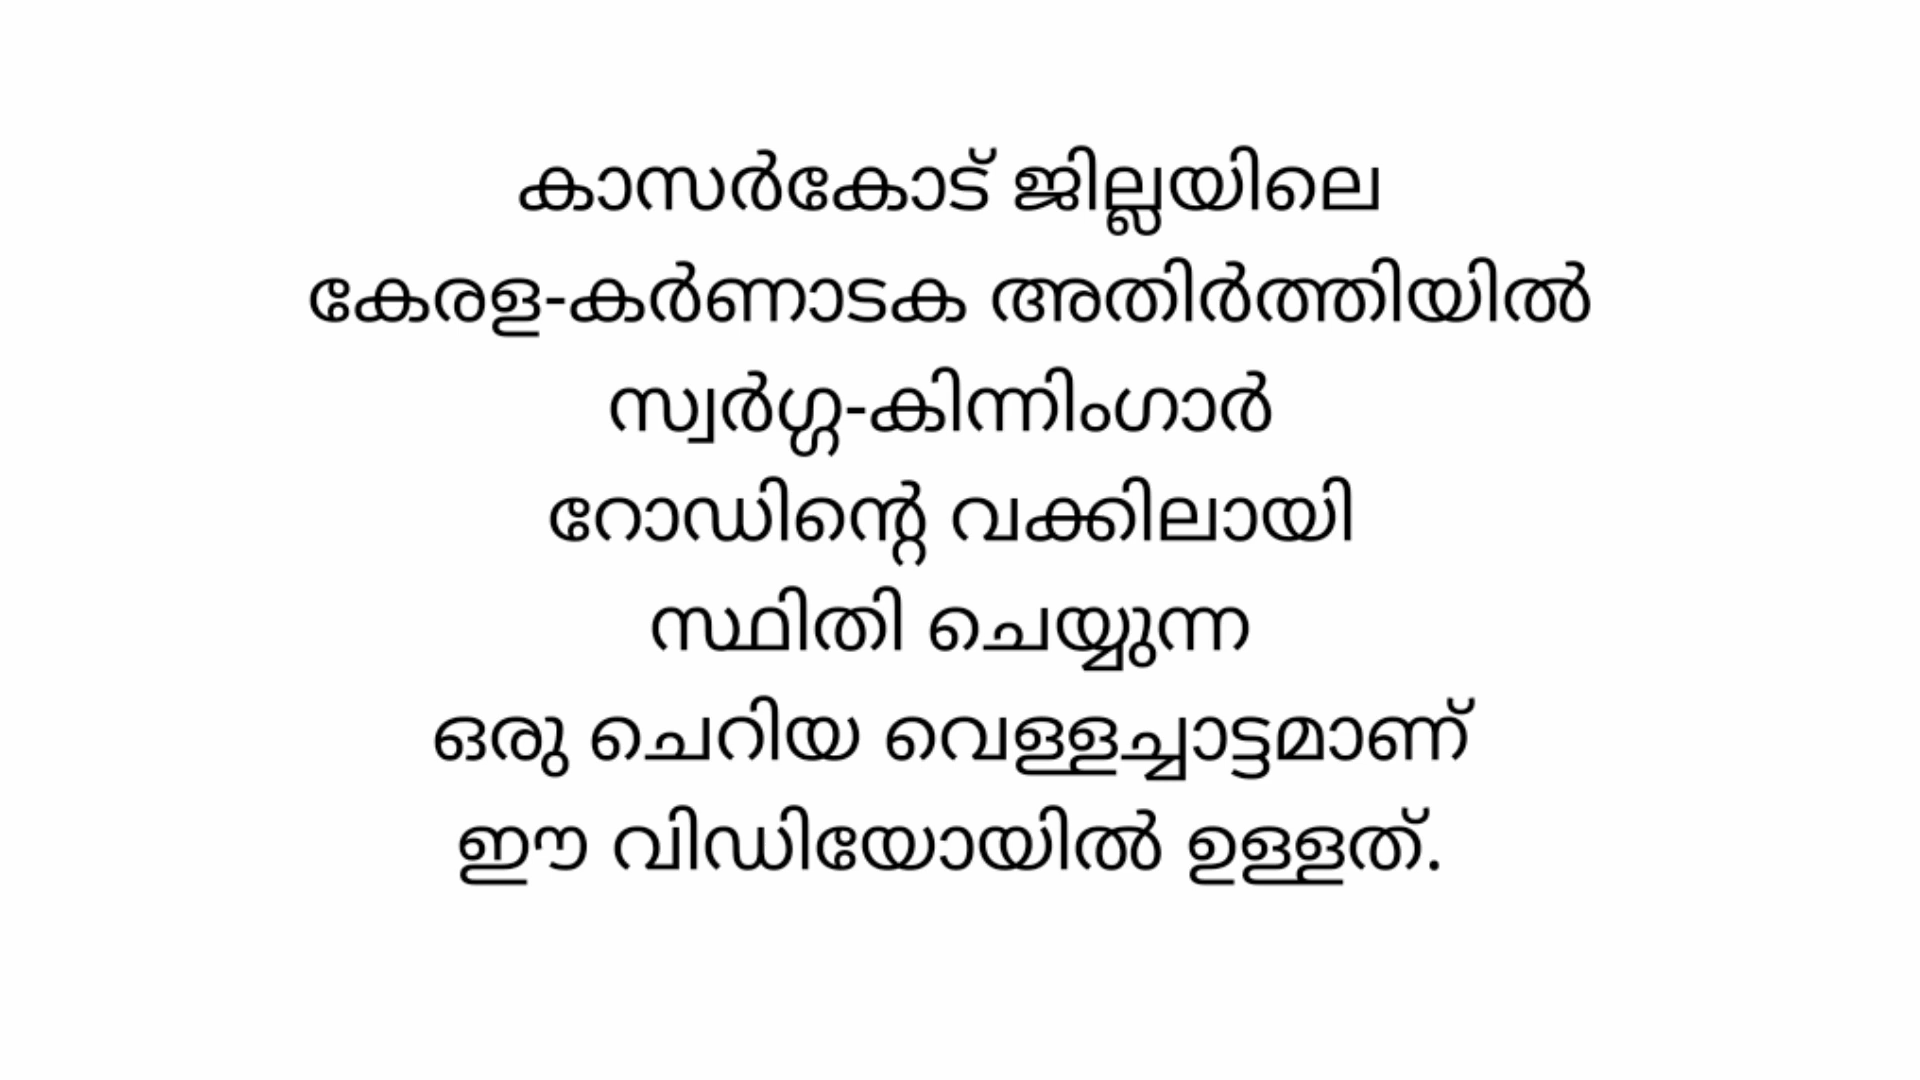 കാസർകോട് ജില്ലയിലെ
കേരള-കർണാടക അതിർത്തിയിൽ
സ്വർഗ്ഗ-കിന്നിംഗാർ
റോഡിന്റെ വക്കിലായി
സ്ഥിതി ചെയ്യുന്ന
ഒരു ചെറിയ വെള്ളച്ചാട്ടമാണ്
ഈ വിഡിയോയിൽ ഉള്ളത്.